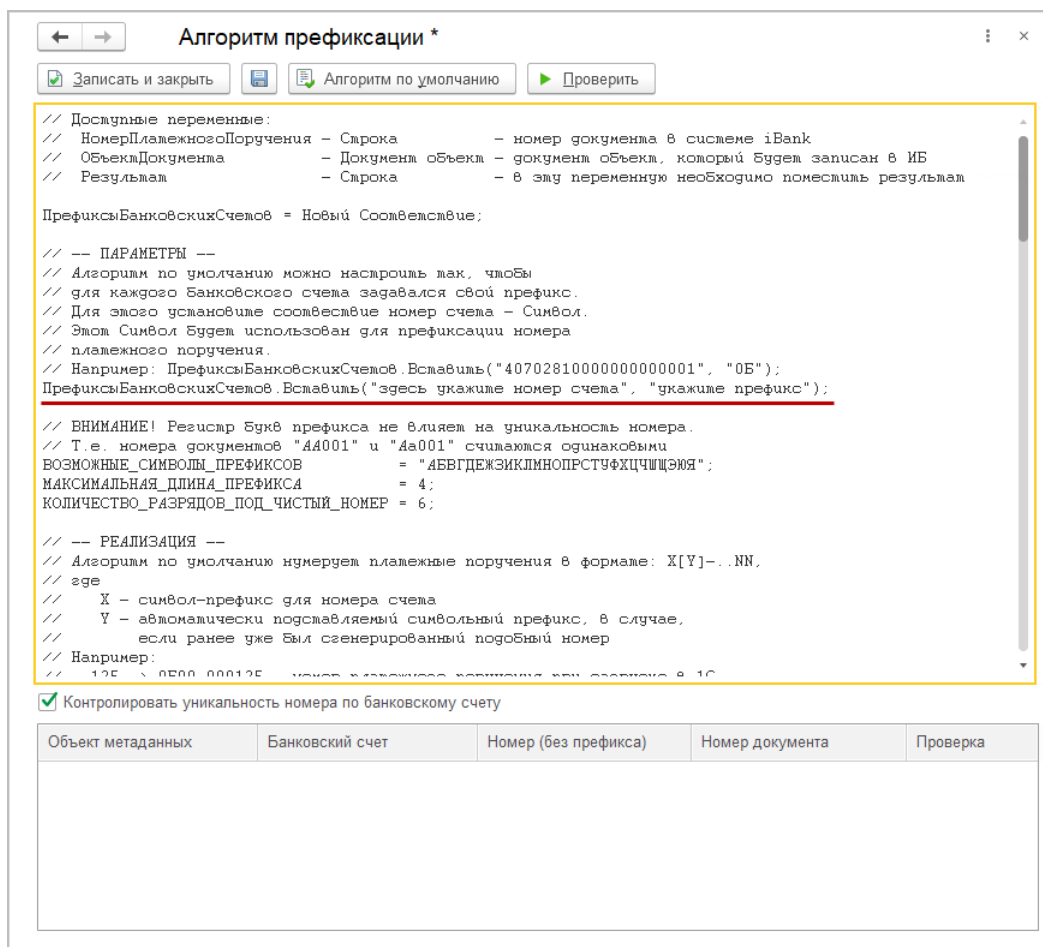 Алгоритм префиксации *
Записать и закрыть Алгоритм по умолчанию Проверить
// Доступные переменные:
// НомерПлатежногоПоручения – Строка – номер документа в системе iBank
// ОбъектДокумента – Документ объект – документ объект, который будет записан в ИБ
// Результат – Строка – в эту переменную необходимо поместить результат
ПрефиксыБанковскихСчетов = Новый Соответствие;
// –– ПАРАМЕТРЫ ––
// Алгоритм по умолчанию можно настроить так, чтобы
// для каждого банковского счета задавался свой префикс.
// Для этого установите соотвествие номер счета – Символ.
// Этот Символ будет использован для префиксации номера
// платежного поручения.
// Например: ПрефиксыБанковскихСчетов.Вставить("40702810000000000001", "0Б");
ПрефиксыБанковскихСчетов.Вставить("здесь укажите номер счета", "укажите префикс");
// ВНИМАНИЕ! Регистр букв префикса не влияет на уникальность номера.
// Т.е. номера документов "АА001" и "Аа001" считаются одинаковыми
ВОЗМОЖНЫЕ_СИМВОЛЫ_ПРЕФИКСОВ = "АБВГДЕЖЗИКЛМНОПРСТУФХЦЧШЩЭЮЯ";
МАКСИМАЛЬНАЯ_ДЛИНА_ПРЕФИКСА = 4;
КОЛИЧЕСТВО_РАЗРЯДОВ_ПОД_ЧИСТЫЙ_НОМЕР = 6;
// –– РЕАЛИЗАЦИЯ ––
// Алгоритм по умолчанию нумерует платежные поручения в формате: X[Y]–..NN,
// где
// X – символ–префикс для номера счета
// Y – автоматически подставляемый символьный префикс, в случае,
// если ранее уже был сгенерированный подобный номер
// Например:
Контролировать уникальность номера по банковскому счету
Объект метаданных Банковский счет Номер (без префикса) Номер документа Проверка